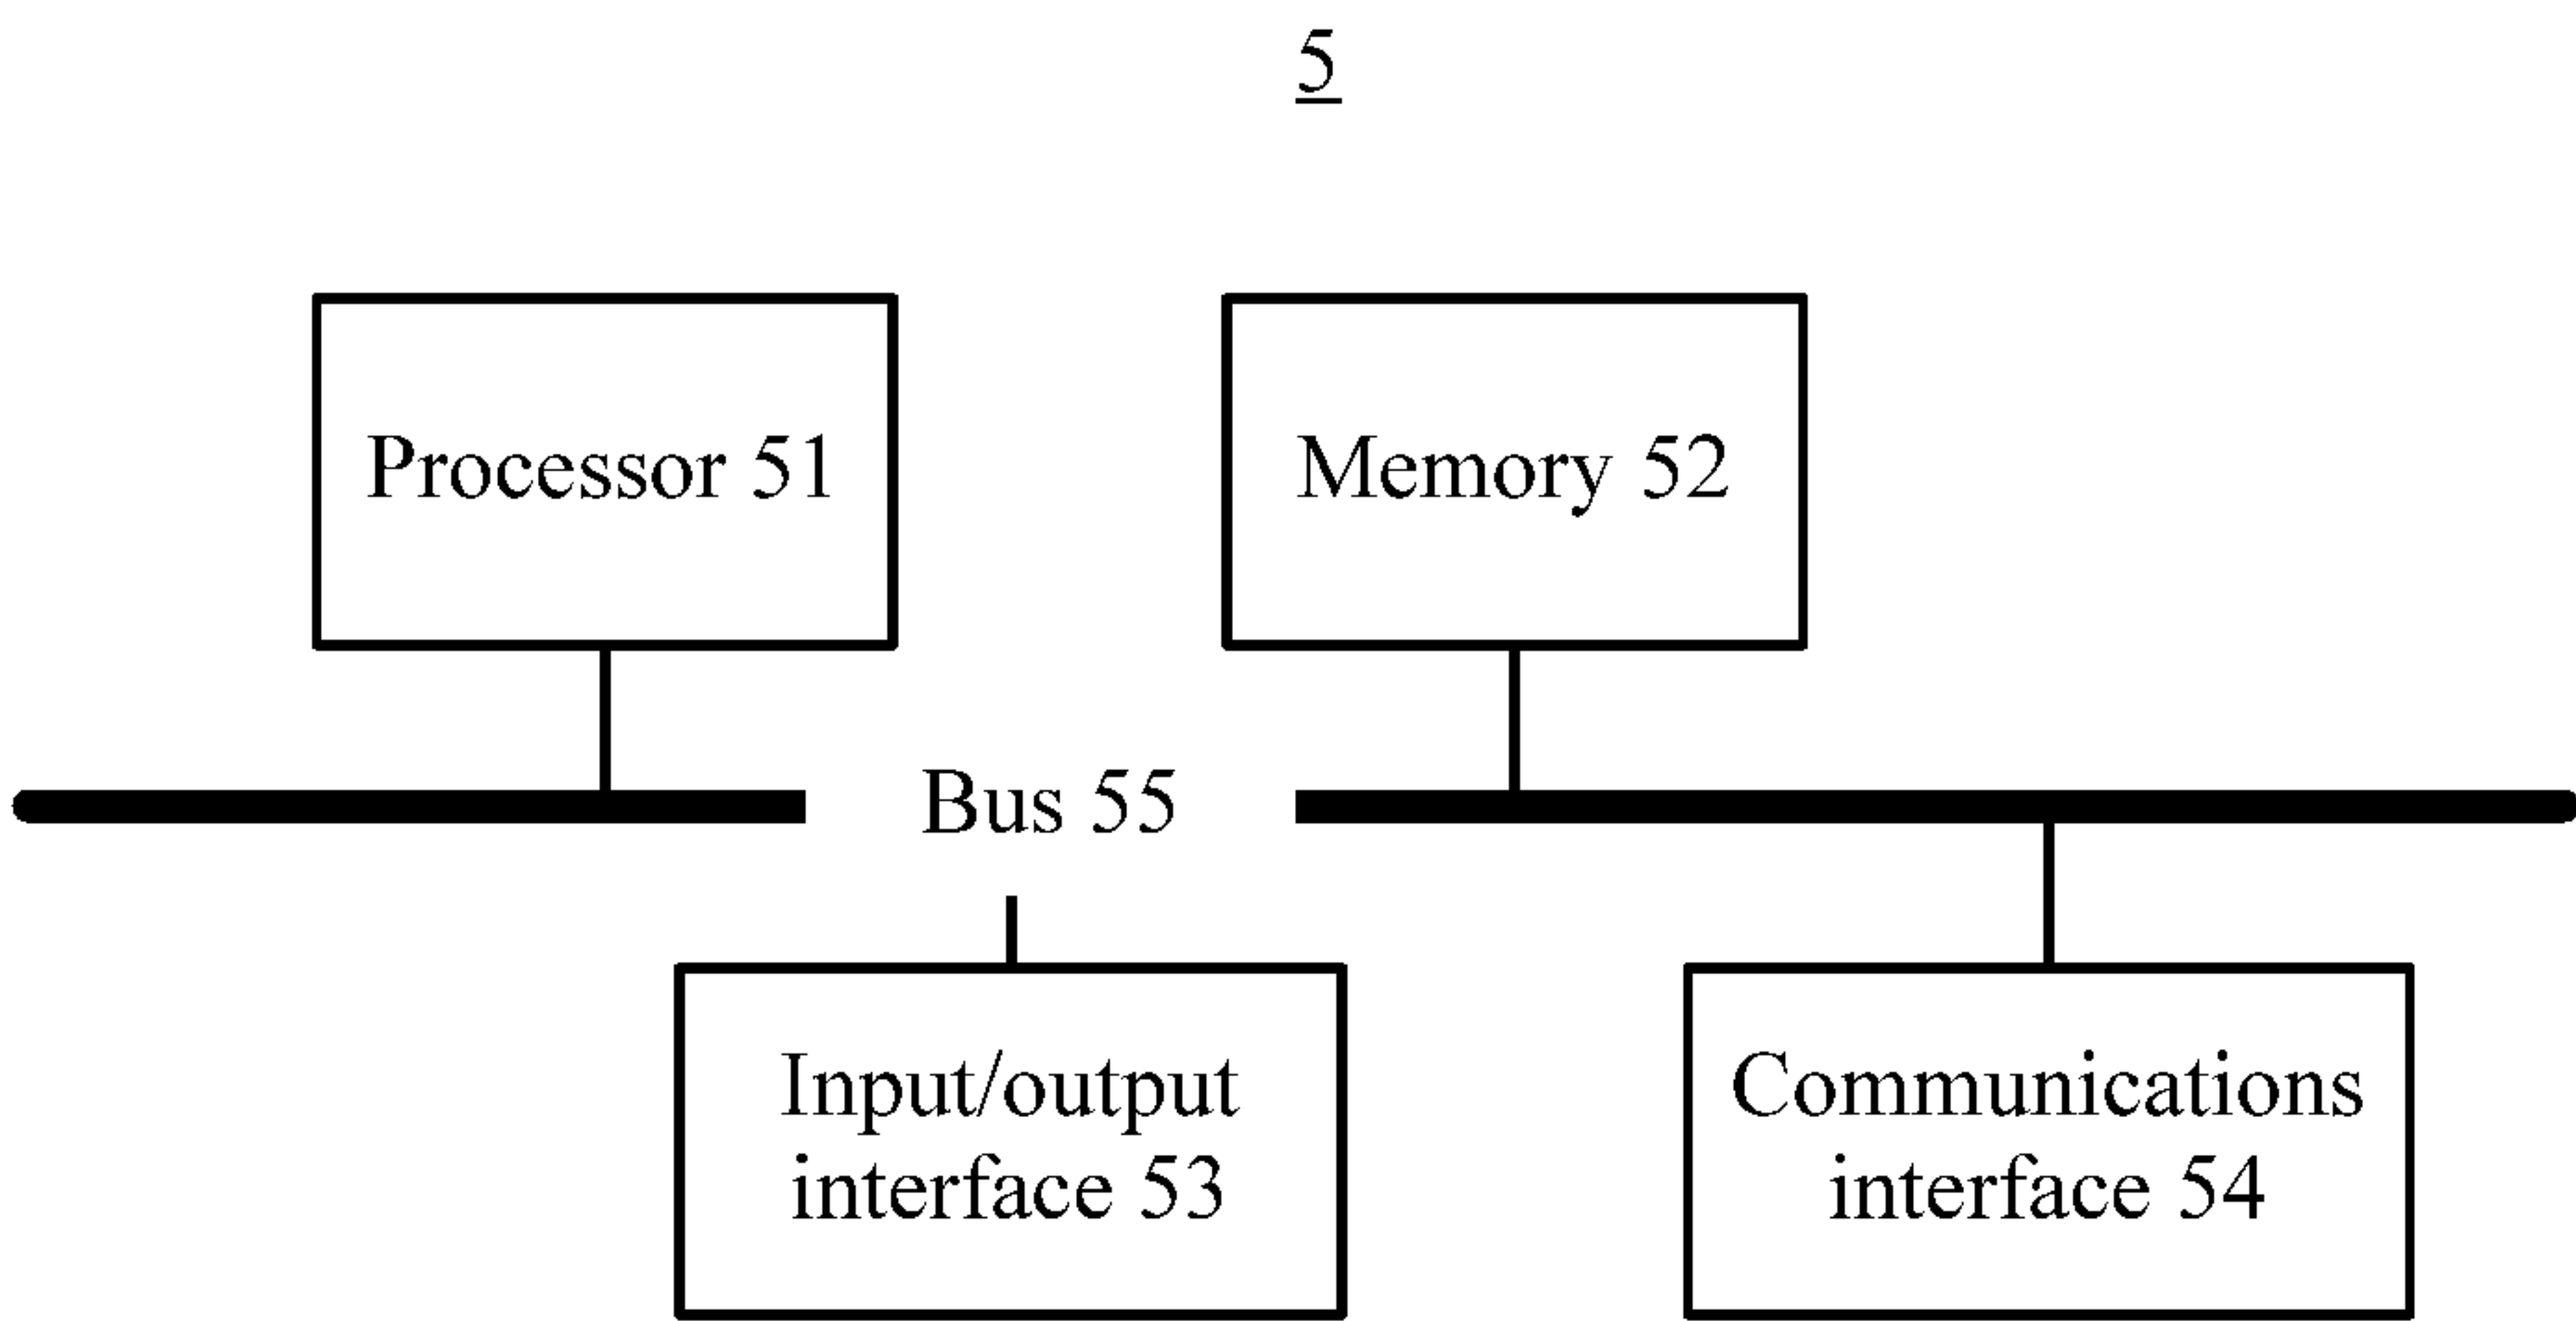 5
Processor 51
Memory 52
Bus 55
Input/output
interface 53
Communications
interface 54